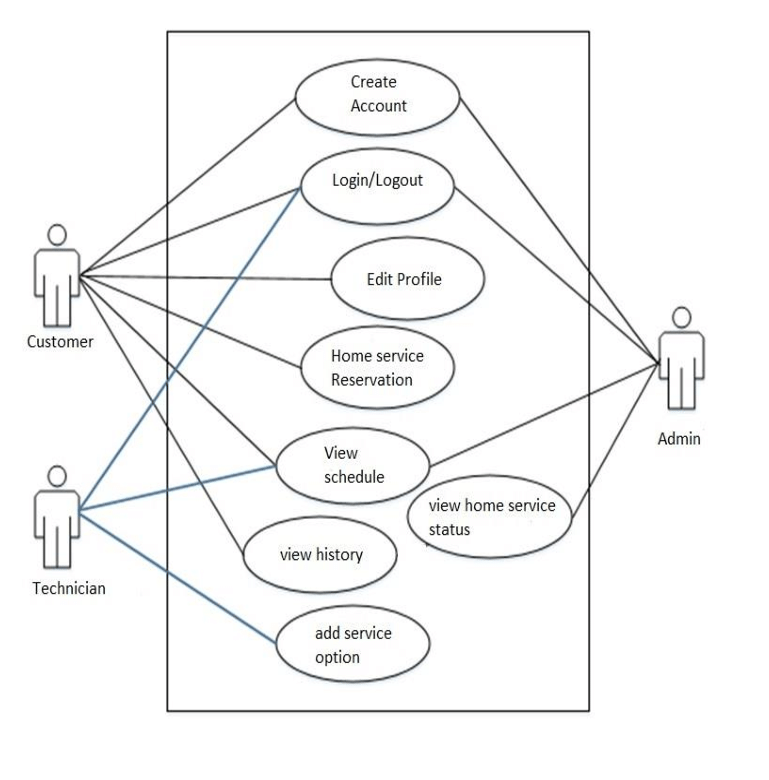 Create
Account
Login/Logout
Edit Profile
Customer
Home service
Reservation
Admin
View
schedule
view home service
status
view history
Technician
add service
option